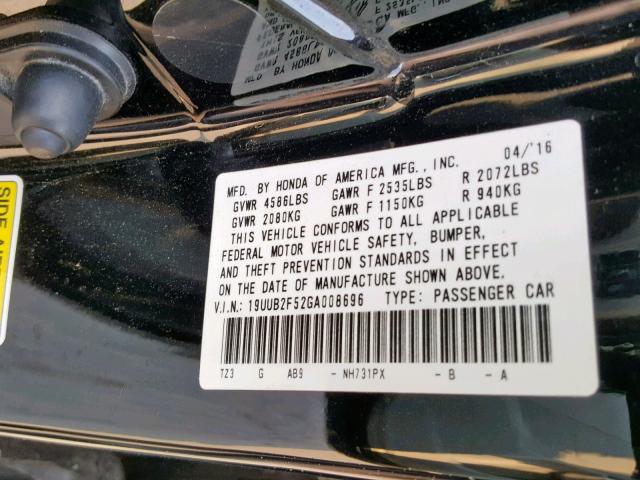 04/'16
MFD. BY HONDA OF AMERICA MFG., INC.
GVWR 4586LBS GAWR F 2535LBS R 2072LBS
GVWR 2080KG GAWR F 1150KG R 940KG
THIS VEHICLE CONFORMS TO ALL APPLICABLE
FEDERAL MOTOR VEHICLE SAFETY, BUMPER,
AND THEFT PREVENTION STANDARDS IN EFFECT
ON THE DATE OF MANUFACTURE SHOWN ABOVE.
V.I.N.: 19UUB2F52GA008696 TYPE: PASSENGER CAR
TZ3 G AB9 - NH731PX - B - A
SIDE